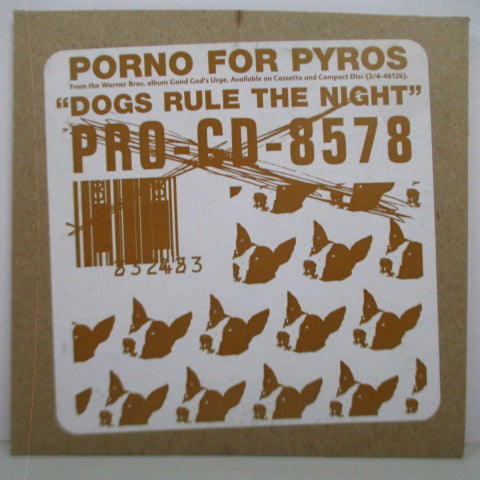 PORNO FOR PYROS
From the Warner Bros. album Good God's Urge. Available on Cassette and Compact Disc (2/4-46126).
"DOGS RULE THE NIGHT"
PRO-CD-8578
832483